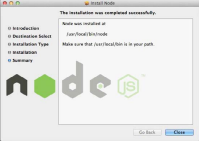 Install Node
The installation was completed successfully.
Introduction
Destination Select
Installation Type
Installation
Summary
Node was installed at
/usr/local/bin/node
Make sure that /usr/local/bin is in your path.
node
JS
Go Back
Close